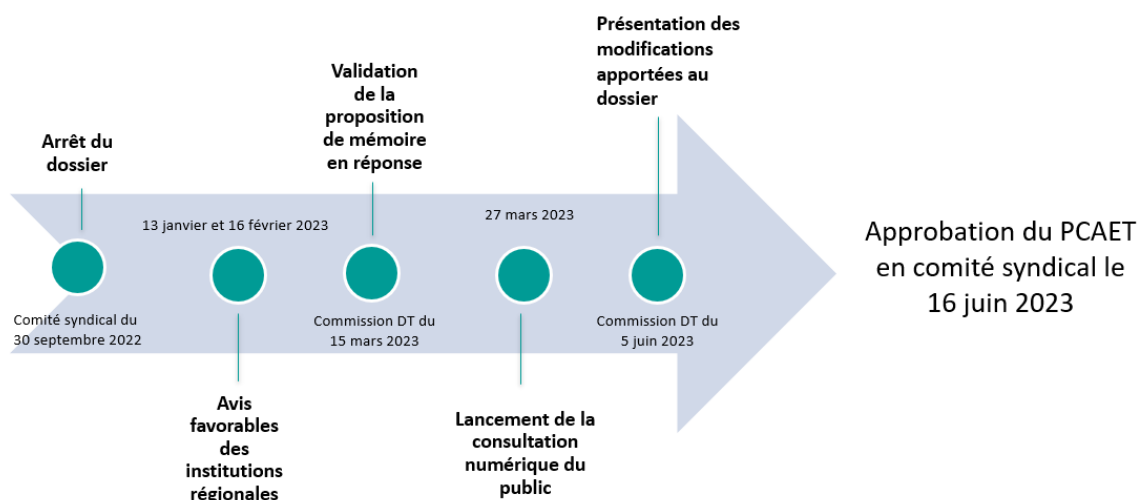 Arrêt du
dossier
Comité syndical du
30 septembre 2022
13 janvier et 16 février 2023
Avis
favorables
des
institutions
régionales
Validation
de la
proposition
de mémoire
en réponse
Commission DT du
15 mars 2023
27 mars 2023
Lancement de la
consultation
numérique du
public
Présentation des
modifications
apportées au
dossier
Commission DT du
5 juin 2023
Approbation du PCAET
en comité syndical le
16 juin 2023